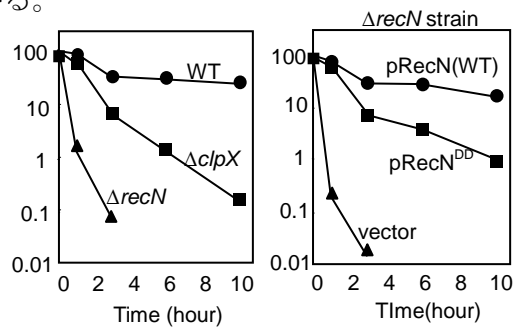 る。
ΔrecN strain
100
10
1
0.1
0.01
WT
ΔclpX
ΔrecN
0 2 4 6 8 10
Time (hour)
100
10
1
0.1
0.01
pRecN(WT)
pRecN^DD
vector
0 2 4 6 8 10
TIme(hour)